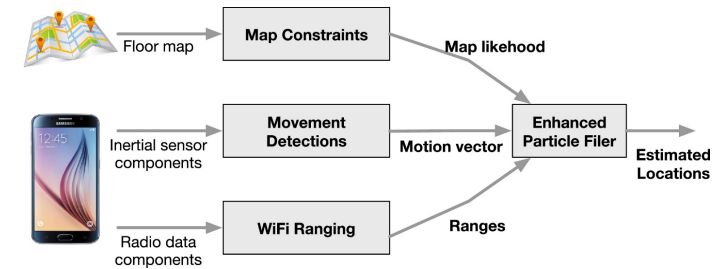 Floor map
Map Constraints
Map likehood
SAMSUNG
12:45
Inertial sensor
components
Movement
Detections
Motion vector
Enhanced
Particle Filer
Estimated
Locations
Radio data
components
WiFi Ranging
Ranges